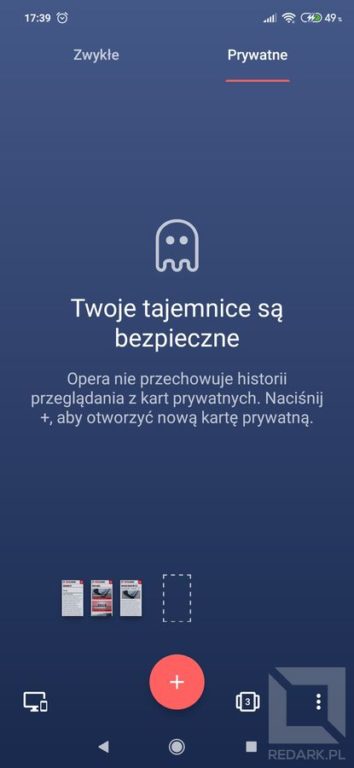 17:39
49%
Zwykłe
Prywatne
Twoje tajemnice są
bezpieczne
Opera nie przechowuje historii
przeglądania z kart prywatnych. Naciśnij
+, aby otworzyć nową kartę prywatną.
+
3
REDARK.PL